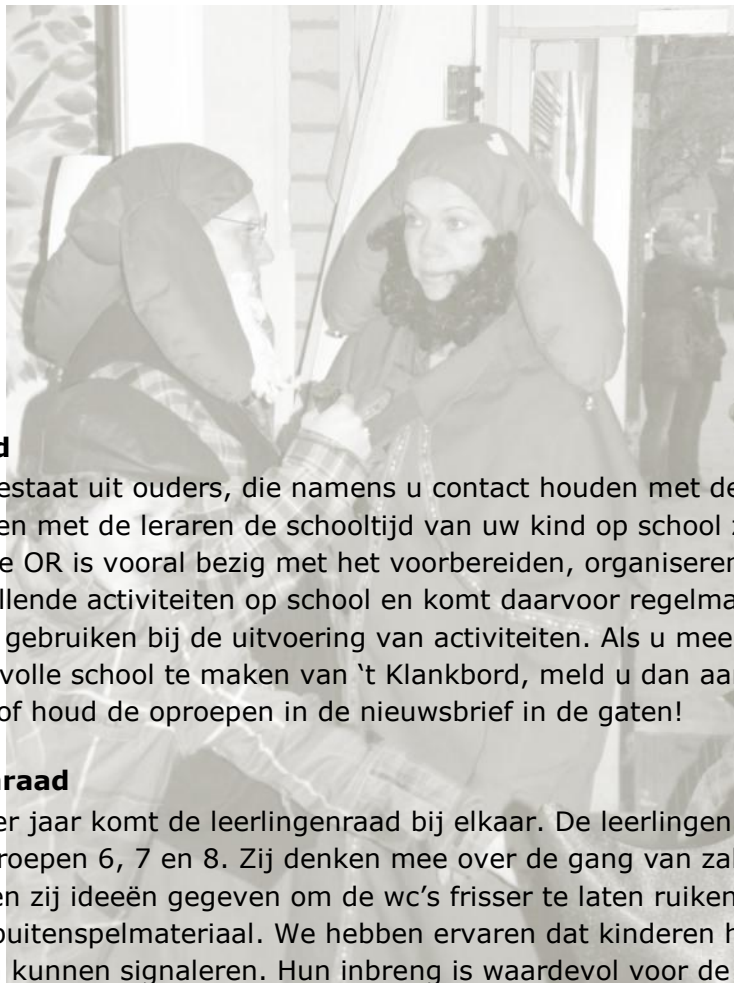 d
estaat uit ouders, die namens u contact houden met de
en met de leraren de schooltijd van uw kind op school
e OR is vooral bezig met het voorbereiden, organiseren
llende activiteiten op school en komt daarvoor regelma
gebruiken bij de uitvoering van activiteiten. Als u mee
volle school te maken van ‘t Klankbord, meld u dan aa
of houd de oproepen in de nieuwsbrief in de gaten!
nraad
er jaar komt de leerlingenraad bij elkaar. De leerlingen
roepen 6, 7 en 8. Zij denken mee over de gang van za
en zij ideeën gegeven om de wc’s frisser te laten ruiken
buitenspelmateriaal. We hebben ervaren dat kinderen h
kunnen signaleren. Hun inbreng is waardevol voor de